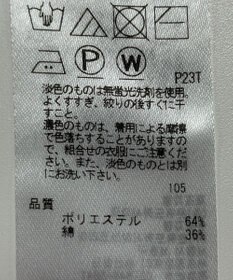 P W
P23T
淡色のものは無蛍光洗剤を使用。
よくすすぎ、絞りの後すぐに干
すこと。
濃色のものは、着用による摩擦
で色落ちすることがありますの
で、組合せの衣服にご注意くだ
さい。また、淡色のものとは別
にお洗いください。
105
品質
ポリエステル 64%
綿 36%